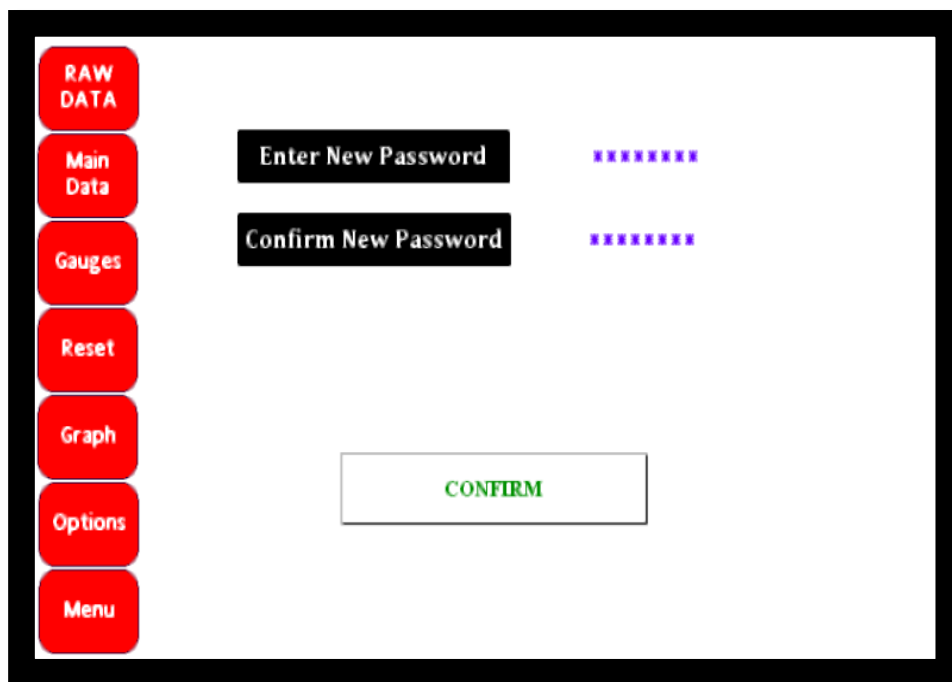 RAW
DATA
Main
Data
Gauges
Reset
Graph
Options
Menu
Enter New Password ********
Confirm New Password ********
CONFIRM